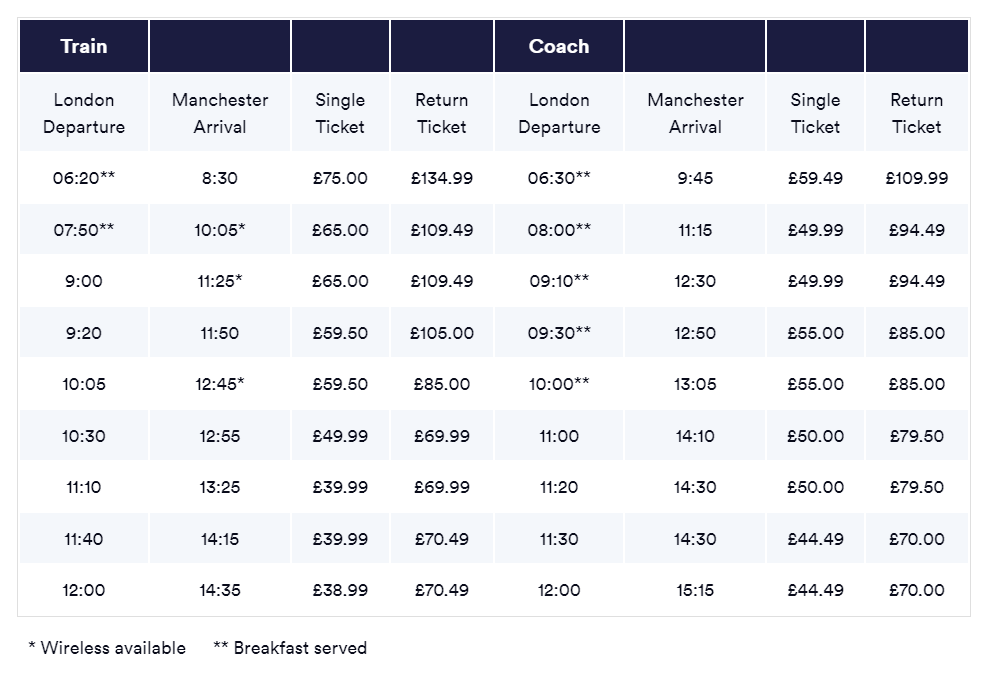 Train Coach
London Manchester Single Return London Manchester Single Return
Departure Arrival Ticket Ticket Departure Arrival Ticket Ticket
06:20** 8:30 £75.00 £134.99 06:30** 9:45 £59.49 £109.99
07:50** 10:05* £65.00 £109.49 08:00** 11:15 £49.99 £94.49
9:00 11:25* £65.00 £109.49 09:10** 12:30 £49.99 £94.49
9:20 11:50 £59.50 £105.00 09:30** 12:50 £55.00 £85.00
10:05 12:45* £59.50 £85.00 10:00** 13:05 £55.00 £85.00
10:30 12:55 £49.99 £69.99 11:00 14:10 £50.00 £79.50
11:10 13:25 £39.99 £69.99 11:20 14:30 £50.00 £79.50
11:40 14:15 £39.99 £70.49 11:30 14:30 £44.49 £70.00
12:00 14:35 £38.99 £70.49 12:00 15:15 £44.49 £70.00
* Wireless available ** Breakfast served